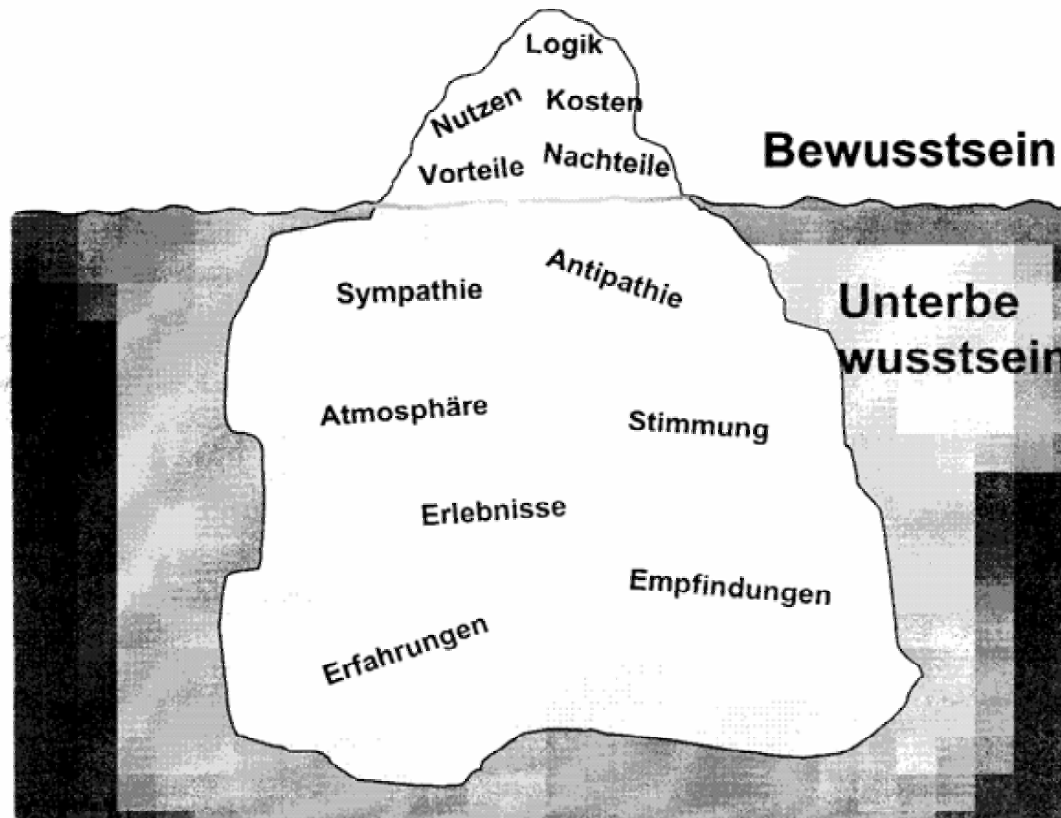 Logik
Nutzen Kosten
Vorteile Nachteile
Bewusstsein
Sympathie Antipathie
Unterbe
wusstsein
Atmosphäre Stimmung
Erlebnisse
Empfindungen
Erfahrungen